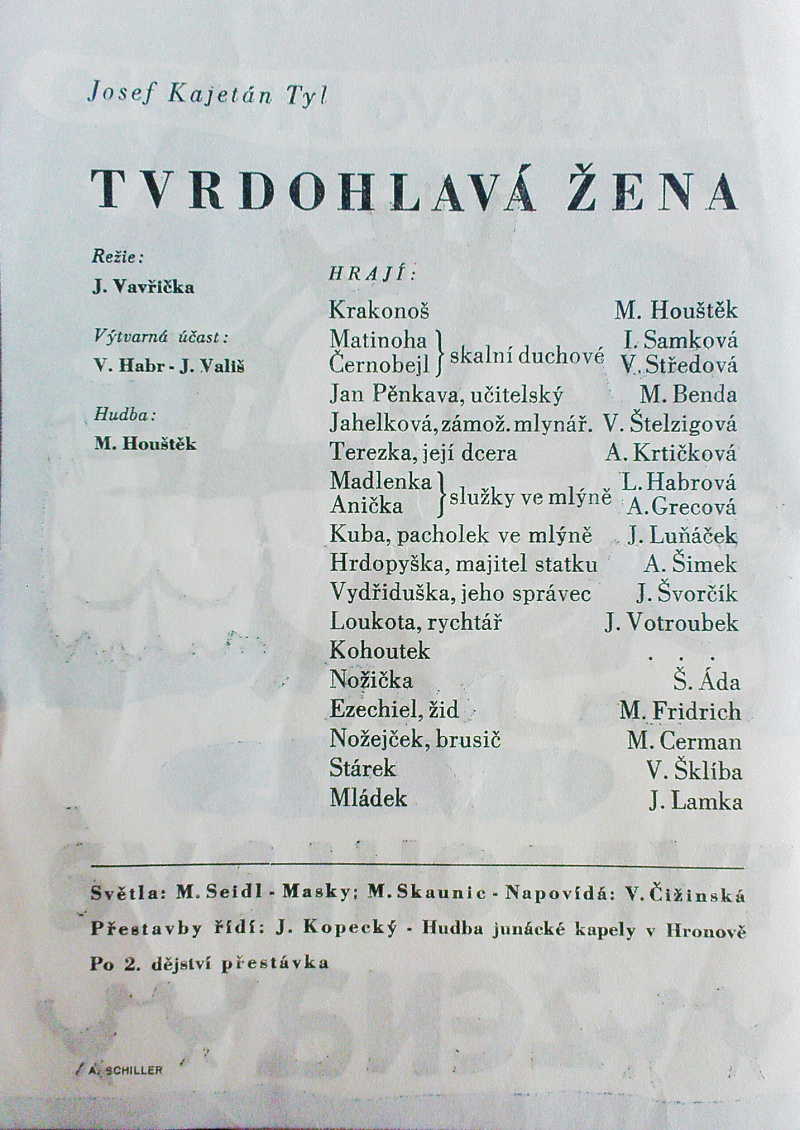 Josef Kajetán Tyl
TVRDOHLAVÁ ŽENA
Režie:
J. Vavřička
Výtvarná účast:
V. Habr - J. Vališ
Hudba:
M. Houštěk
HRAJÍ:
Krakonoš M. Houštěk
Matinoha } skalní duchové I. Samková
Černobejl } V. Středová
Jan Pěnkava, učitelský M. Benda
Jahelková, zámož. mlynář. V. Štelzigová
Terezka, její dcera A. Krtičková
Madlenka } služky ve mlýně L. Habrová
Anička } A. Grecová
Kuba, pacholek ve mlýně J. Luňáček
Hrdopyška, majitel statku A. Šimek
Vydřiduška, jeho správec J. Švorčík
Loukota, rychtář J. Votroubek
Kohoutek . . .
Nožička Š. Áda
Ezechiel, žid M. Fridrich
Nožejček, brusič M. Cerman
Stárek V. Šklíba
Mládek J. Lamka
Světla: M. Seidl - Masky; M. Skaunic - Napovídá: V. Čižinská
Přestavby řídí: J. Kopecký - Hudba junácké kapely v Hronově
Po 2. dějství přestávka
A. SCHILLER